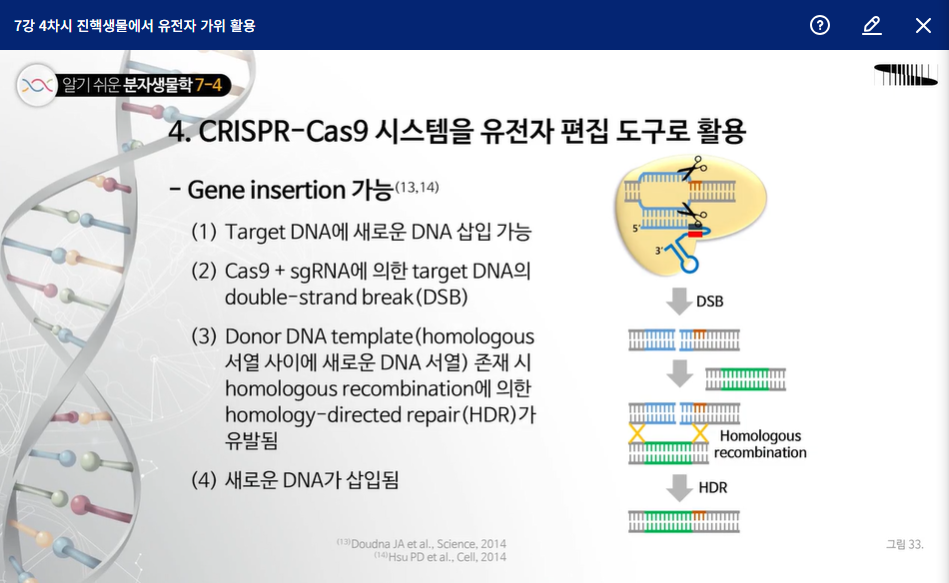 7강 4차시 진핵생물에서 유전자 가위 활용
알기 쉬운 분자생물학 7-4
4. CRISPR-Cas9 시스템을 유전자 편집 도구로 활용
- Gene insertion 가능(13,14)
(1) Target DNA에 새로운 DNA 삽입 가능
(2) Cas9 + sgRNA에 의한 target DNA의
double-strand break(DSB)
(3) Donor DNA template(homologous
서열 사이에 새로운 DNA 서열) 존재 시
homologous recombination에 의한
homology-directed repair(HDR)가
유발됨
(4) 새로운 DNA가 삽입됨
5'
3'
DSB
Homologous
recombination
HDR
(13)Doudna JA et al., Science, 2014
(14)Hsu PD et al., Cell, 2014
그림 33.